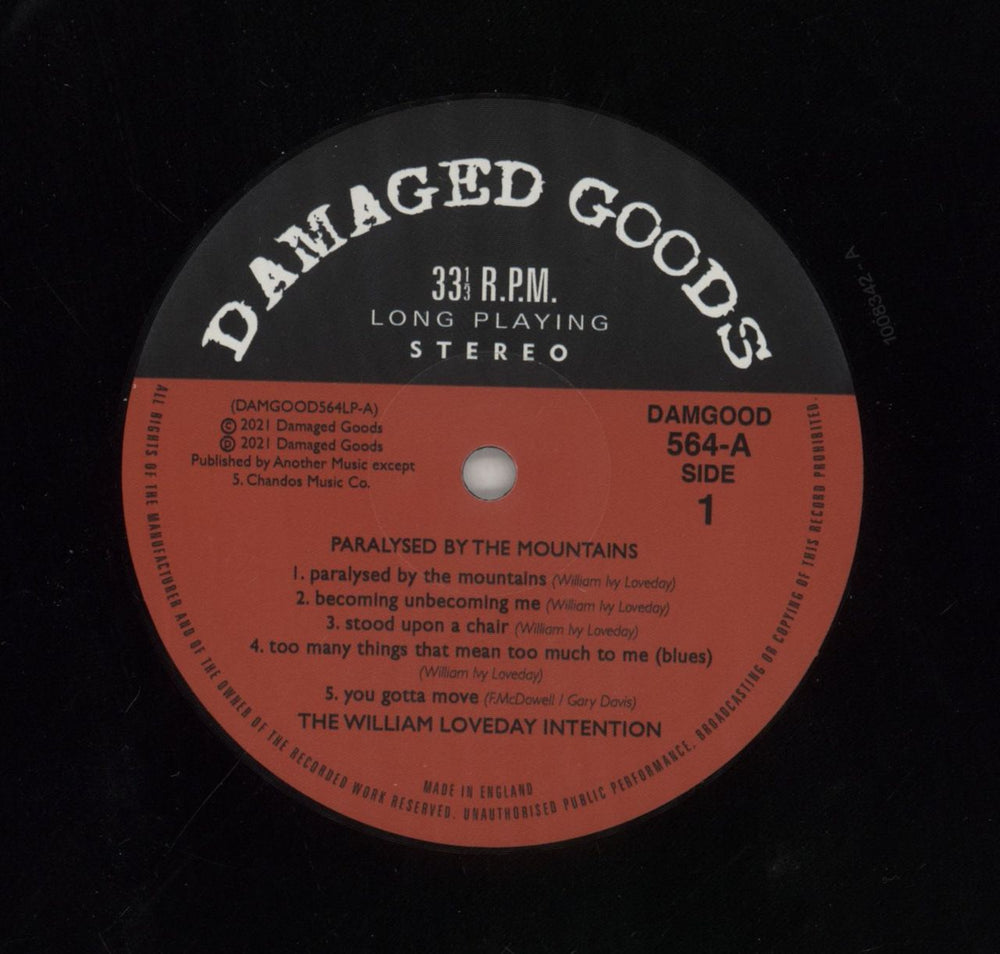 DAMAGED GOODS
33⅓ R.P.M.
LONG PLAYING
STEREO
(DAMGOOD564LP-A)
© 2021 Damaged Goods
℗ 2021 Damaged Goods
Published by Another Music except
5. Chandos Music Co.
DAMGOOD
564-A
SIDE
1
PARALYSED BY THE MOUNTAINS
1. paralysed by the mountains (William Ivy Loveday)
2. becoming unbecoming me (William Ivy Loveday)
3. stood upon a chair (William Ivy Loveday)
4. too many things that mean too much to me (blues)
(William Ivy Loveday)
5. you gotta move (F.McDowell / Gary Davis)
THE WILLIAM LOVEDAY INTENTION
MADE IN ENGLAND
ALL RIGHTS OF THE MANUFACTURER AND OF THE OWNER OF THE RECORDED WORK RESERVED. UNAUTHORISED PUBLIC PERFORMANCE, BROADCASTING OR COPYING OF THIS RECORD PROHIBITED.
1008342-A